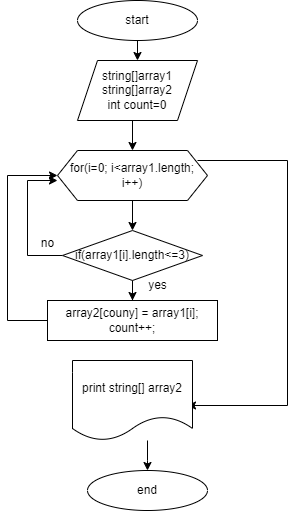 start
string[]array1
string[]array2
int count=0
for(i=0; i<array1.length;
i++)
if(array1[i].length<=3)
no
yes
array2[couny] = array1[i];
count++;
print string[] array2
end